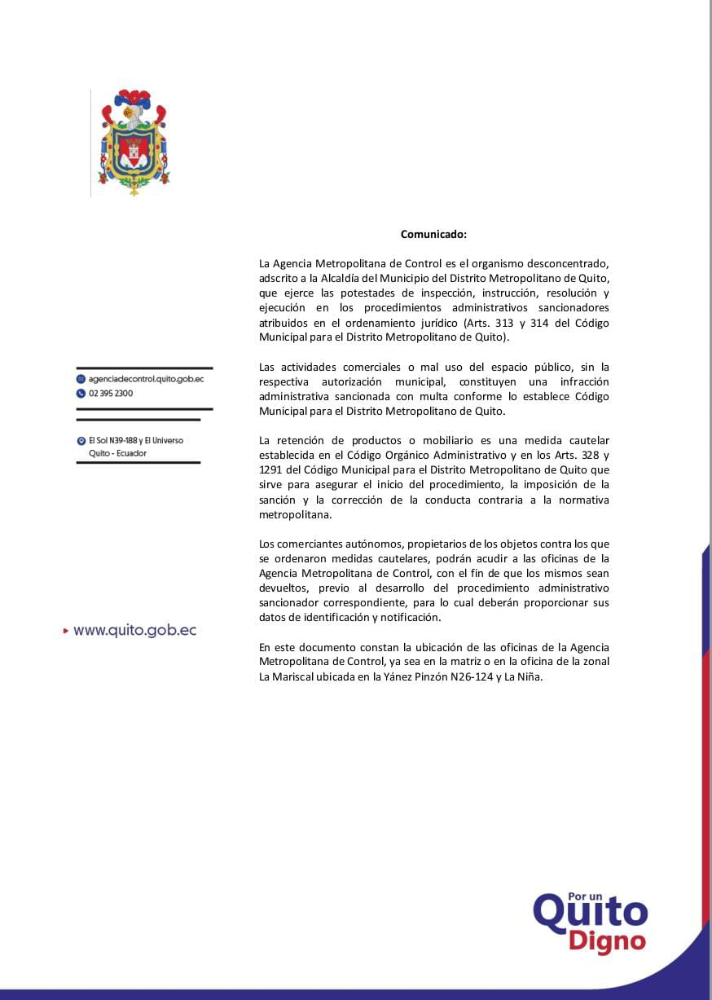 Comunicado:
La Agencia Metropolitana de Control es el organismo desconcentrado,
adscrito a la Alcaldía del Municipio del Distrito Metropolitano de Quito,
que ejerce las potestades de inspección, instrucción, resolución y
ejecución en los procedimientos administrativos sancionadores
atribuidos en el ordenamiento jurídico (Arts. 313 y 314 del Código
Municipal para el Distrito Metropolitano de Quito).
Las actividades comerciales o mal uso del espacio público, sin la
respectiva autorización municipal, constituyen una infracción
administrativa sancionada con multa conforme lo establece Código
Municipal para el Distrito Metropolitano de Quito.
La retención de productos o mobiliario es una medida cautelar
establecida en el Código Orgánico Administrativo y en los Arts. 328 y
1291 del Código Municipal para el Distrito Metropolitano de Quito que
sirve para asegurar el inicio del procedimiento, la imposición de la
sanción y la corrección de la conducta contraria a la normativa
metropolitana.
Los comerciantes autónomos, propietarios de los objetos contra los que
se ordenaron medidas cautelares, podrán acudir a las oficinas de la
Agencia Metropolitana de Control, con el fin de que los mismos sean
devueltos, previo al desarrollo del procedimiento administrativo
sancionador correspondiente, para lo cual deberán proporcionar sus
datos de identificación y notificación.
En este documento constan la ubicación de las oficinas de la Agencia
Metropolitana de Control, ya sea en la matriz o en la oficina de la zonal
La Mariscal ubicada en la Yánez Pinzón N26-124 y La Niña.
agenciadecontrol.quito.gob.ec
02 395 2300
El Sol N39-188 y El Universo
Quito - Ecuador
www.quito.gob.ec
Por un
Quito
Digno